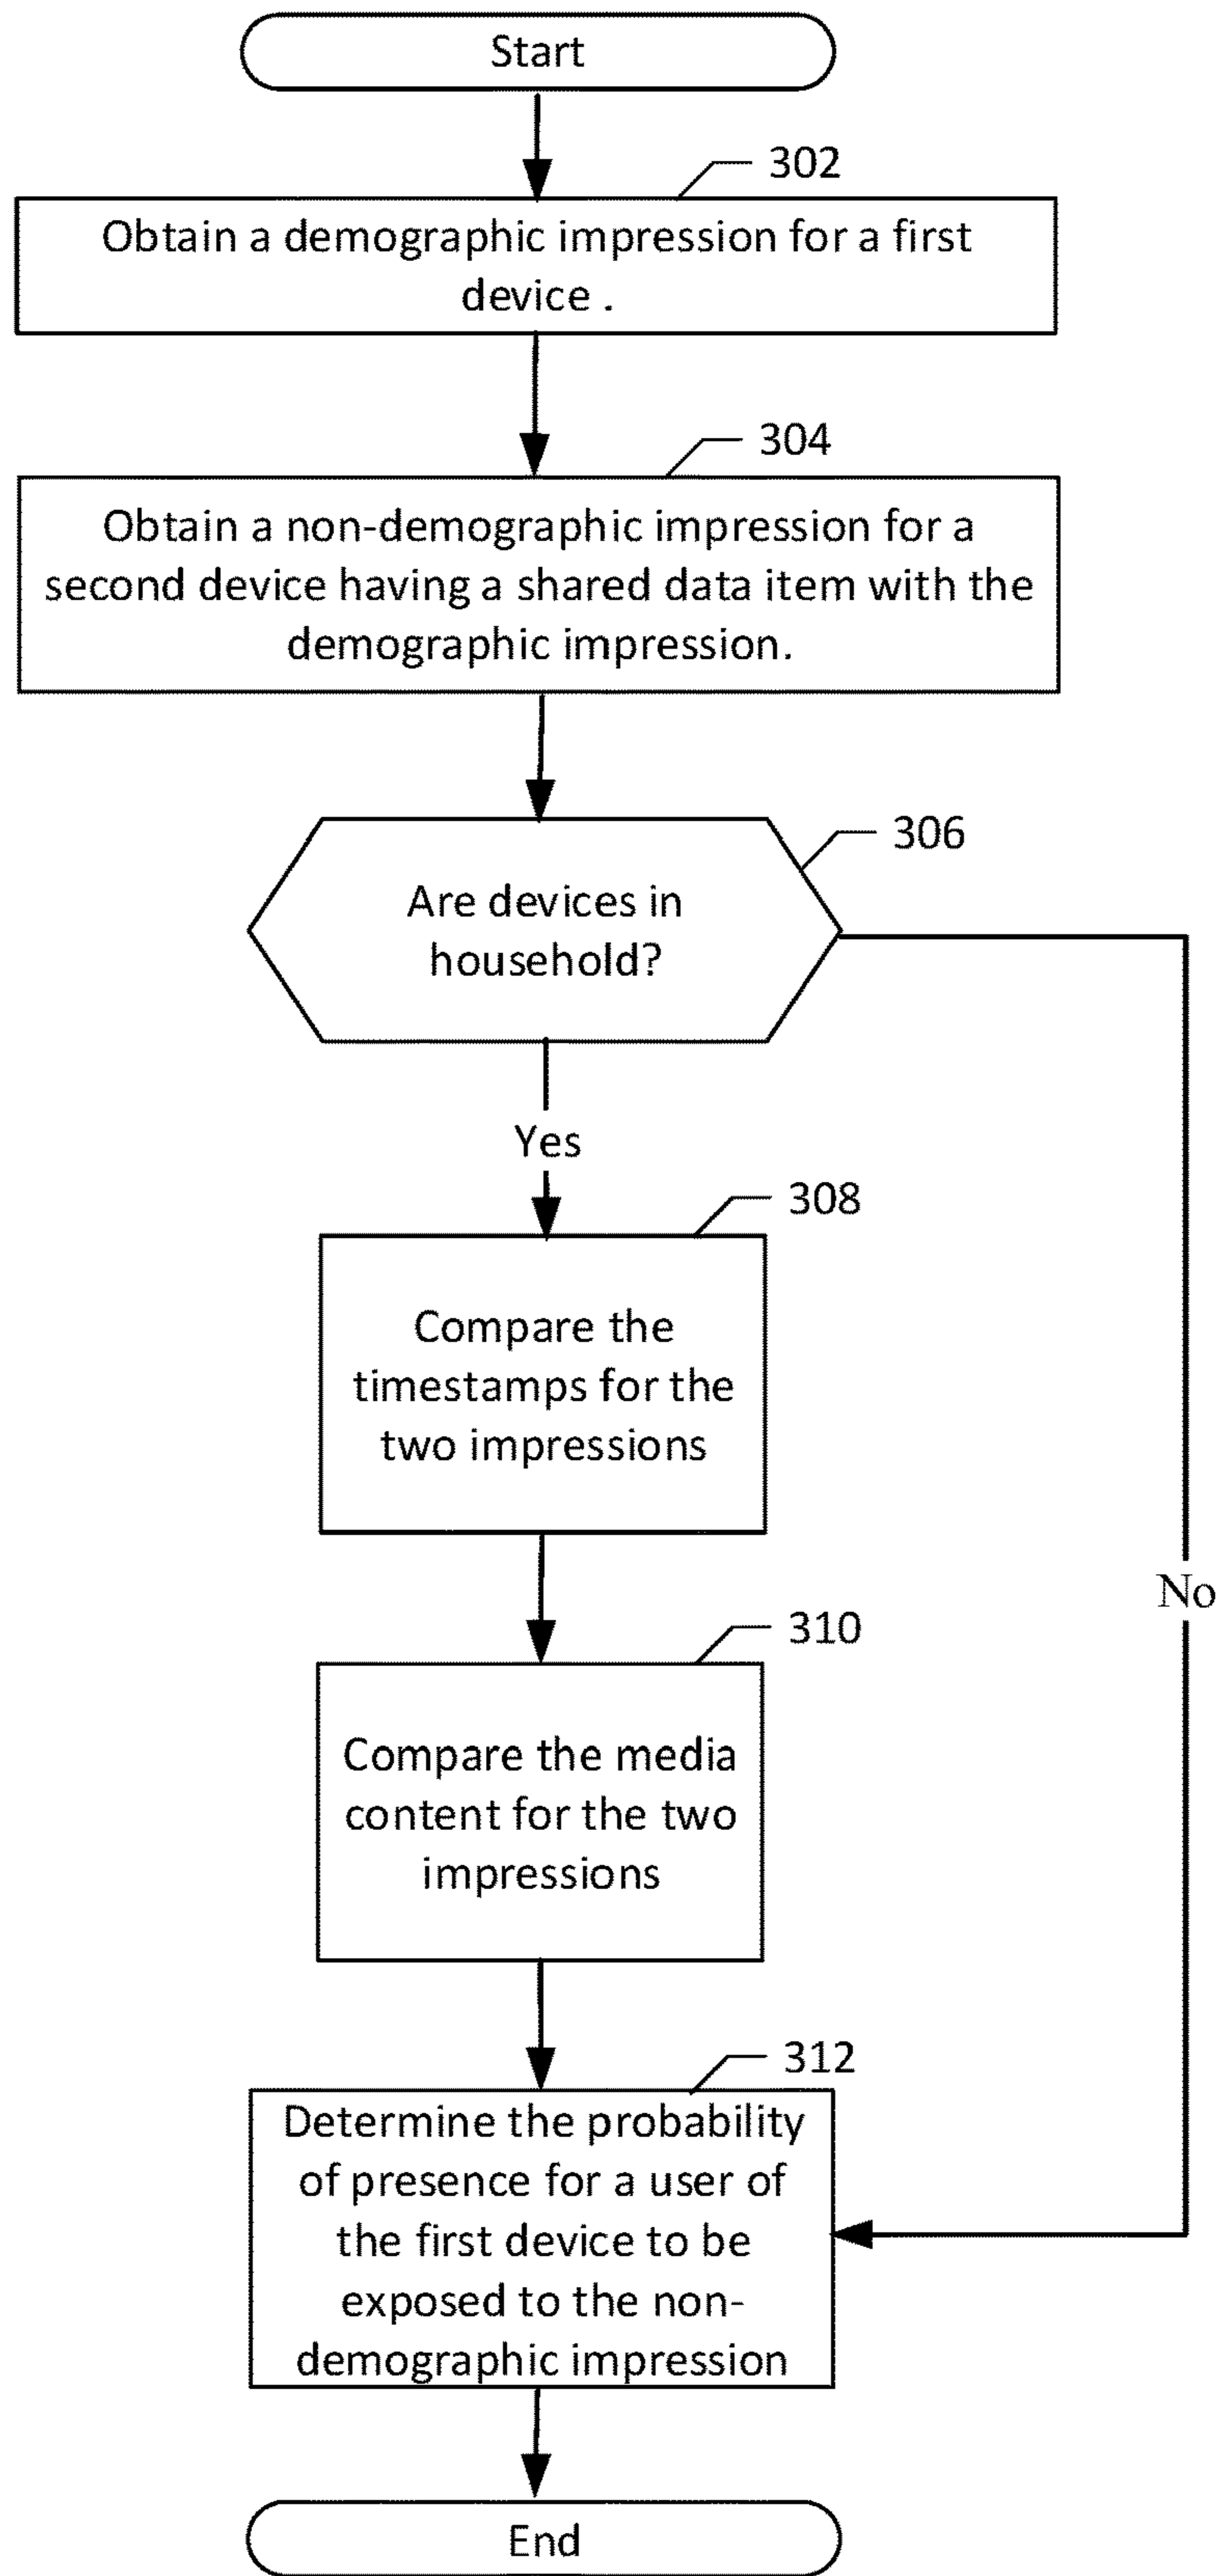 Start
302
Obtain a demographic impression for a first
device .
304
Obtain a non-demographic impression for a
second device having a shared data item with the
demographic impression.
306
Are devices in
household?
Yes
308
Compare the
timestamps for the
two impressions
No
310
Compare the media
content for the two
impressions
312
Determine the probability
of presence for a user of
the first device to be
exposed to the non-
demographic impression
End